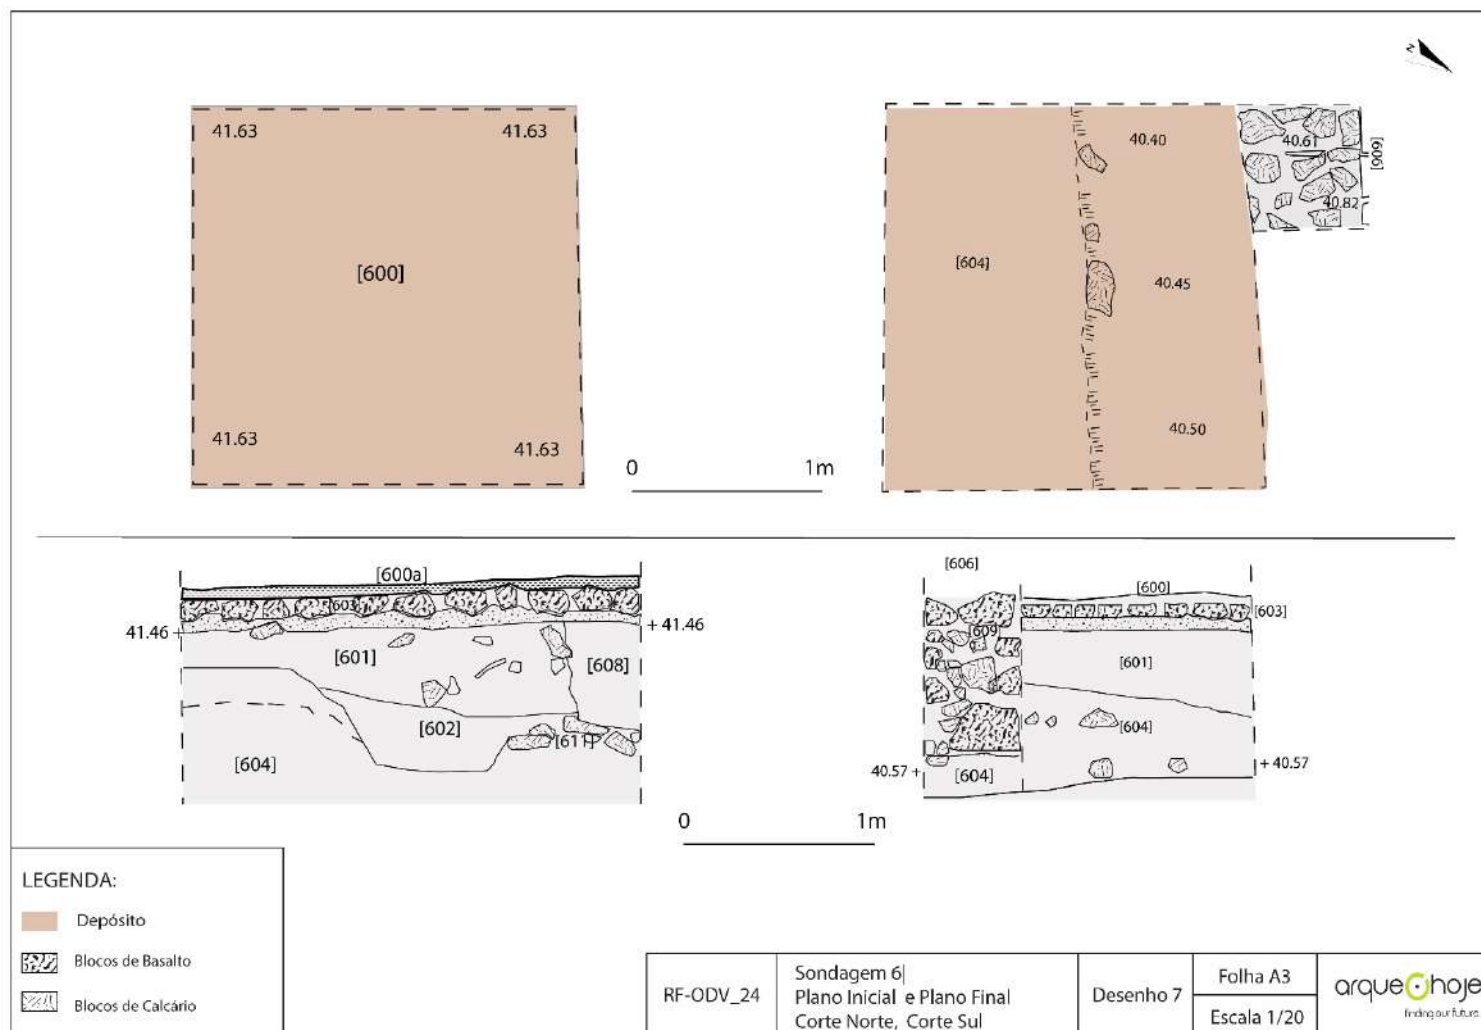 N
41.63 41.63
[600]
41.63 41.63
0 1m
40.40
40.61
[609]
40.82
[604]
40.45
40.50
[600a]
603
41.46 + + 41.46
[601]
[608]
[602]
[611]
[604]
[606]
[600]
[603]
[609
[601]
[604]
40.57 + + 40.57
[604]
0 1m
LEGENDA:
Depósito
Blocos de Basalto
Blocos de Calcário
RF-ODV_24
Sondagem 6|
Plano Inicial e Plano Final
Corte Norte, Corte Sul
Desenho 7
Folha A3
Escala 1/20
arqueohoje
finding our future